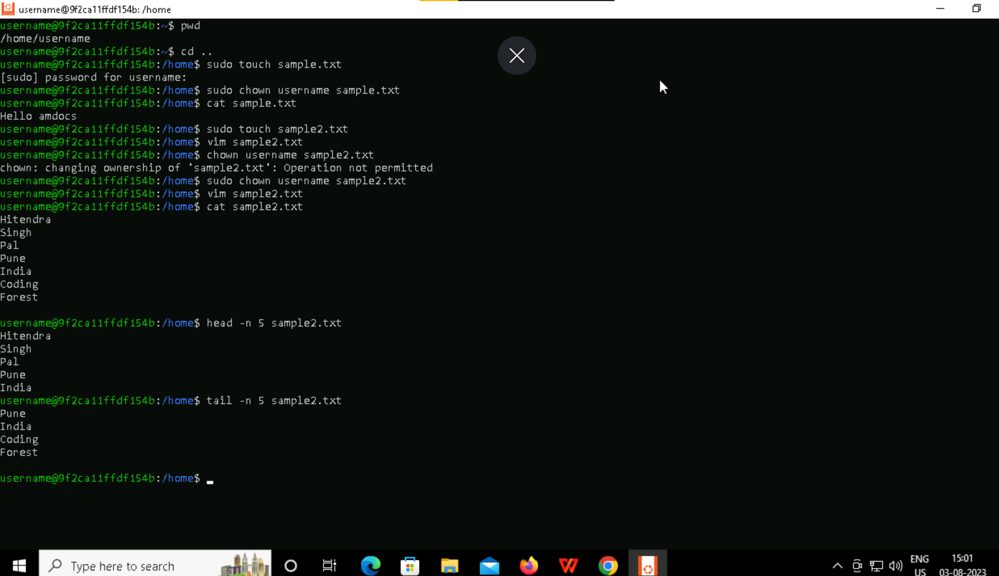 username@9f2ca11ffdf154b: /home
username@9f2ca11ffdf154b:~$ pwd
/home/username
username@9f2ca11ffdf154b:~$ cd ..
username@9f2ca11ffdf154b:/home$ sudo touch sample.txt
[sudo] password for username:
username@9f2ca11ffdf154b:/home$ sudo chown username sample.txt
username@9f2ca11ffdf154b:/home$ cat sample.txt
Hello amdocs
username@9f2ca11ffdf154b:/home$ sudo touch sample2.txt
username@9f2ca11ffdf154b:/home$ vim sample2.txt
username@9f2ca11ffdf154b:/home$ chown username sample2.txt
chown: changing ownership of 'sample2.txt': Operation not permitted
username@9f2ca11ffdf154b:/home$ sudo chown username sample2.txt
username@9f2ca11ffdf154b:/home$ vim sample2.txt
username@9f2ca11ffdf154b:/home$ cat sample2.txt
Hitendra
Singh
Pal
Pune
India
Coding
Forest
username@9f2ca11ffdf154b:/home$ head -n 5 sample2.txt
Hitendra
Singh
Pal
Pune
India
username@9f2ca11ffdf154b:/home$ tail -n 5 sample2.txt
Pune
India
Coding
Forest
username@9f2ca11ffdf154b:/home$
Type here to search
ENG
US
15:01
03-08-2023